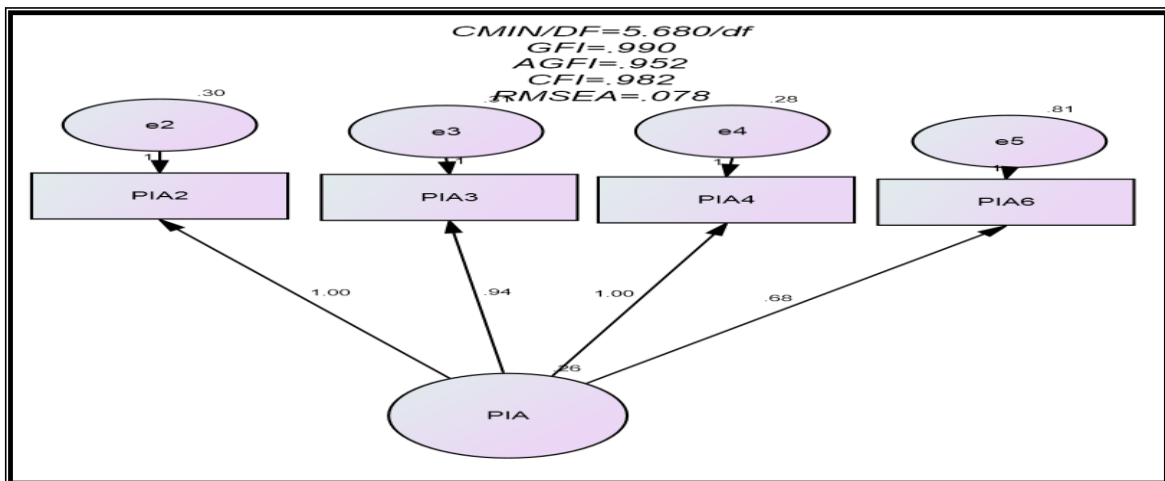 CMIN/DF=5.680/df
GFI=.990
AGFI=.952
CFI=.982
RMSEA=.078
.30
.28
.81
e2
e3
e4
e5
1
1
1
1
PIA2
PIA3
PIA4
PIA6
1.00
.94
1.00
.68
.26
PIA